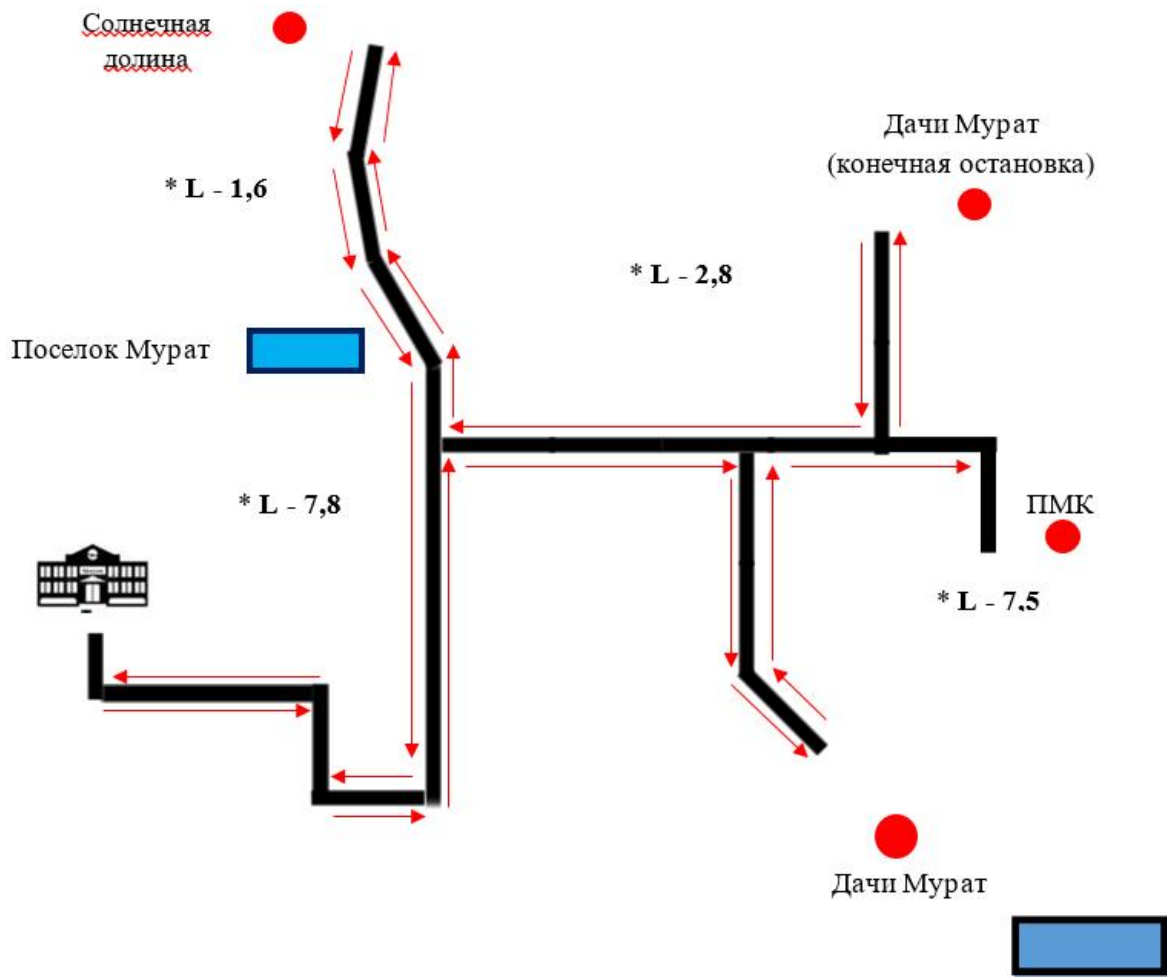 Солнечная
долина
Дачи Мурат
(конечная остановка)
* L - 1,6
* L - 2,8
Поселок Мурат
* L - 7,8
ПМК
* L - 7,5
Дачи Мурат